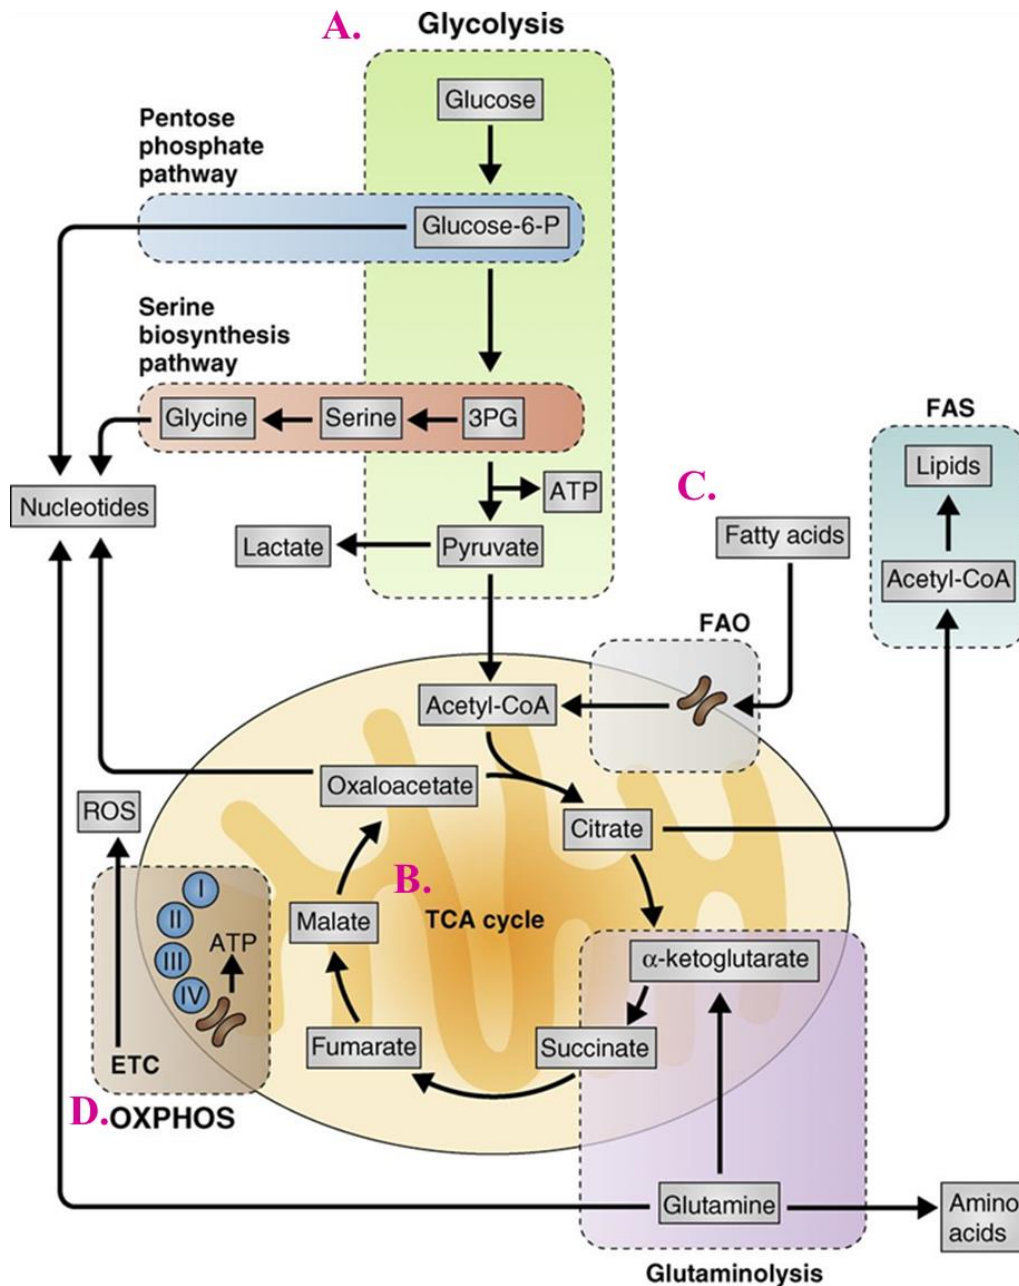 A.
Glycolysis
Glucose
Pentose
phosphate
pathway
Glucose-6-P
Serine
biosynthesis
pathway
Glycine
Serine
3PG
FAS
Lipids
C.
ATP
Nucleotides
Fatty acids
Lactate
Pyruvate
Acetyl-CoA
FAO
Acetyl-CoA
Oxaloacetate
ROS
Citrate
B.
I
TCA cycle
Malate
II
ATP
III
α-ketoglutarate
IV
Fumarate
Succinate
ETC
D.
OXPHOS
Glutamine
Amino
acids
Glutaminolysis